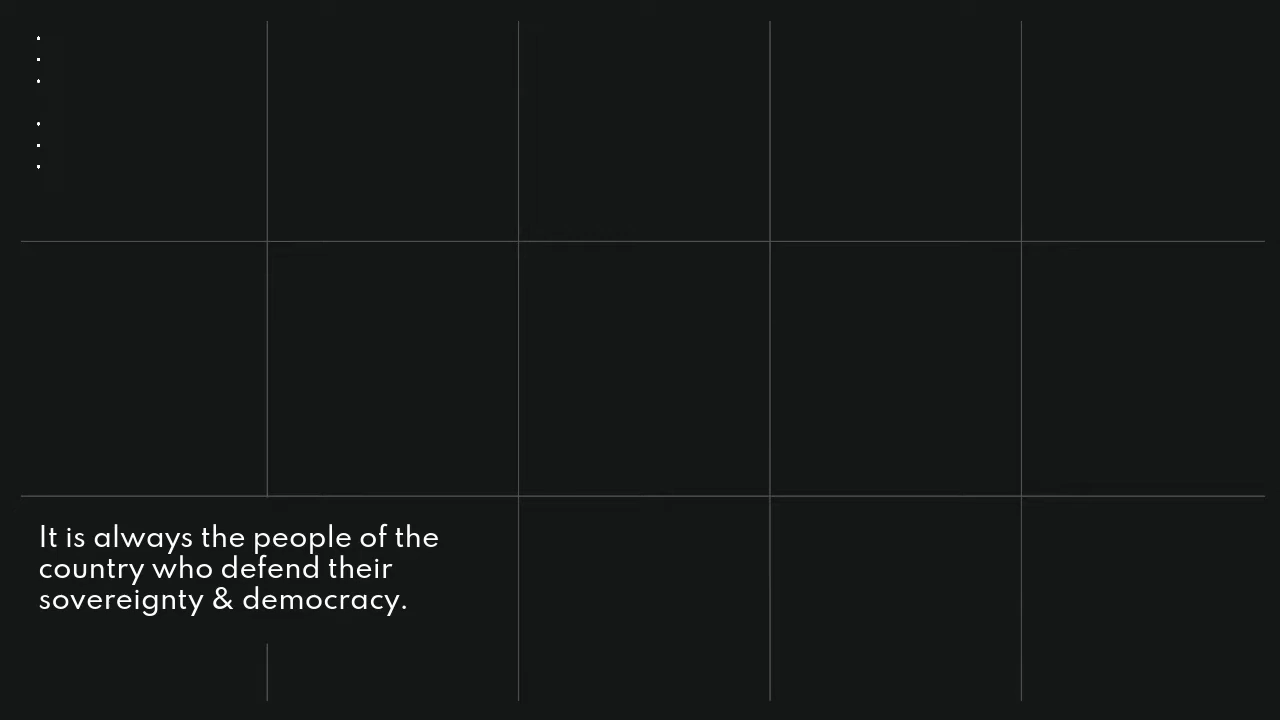 It is always the people of the
country who defend their
sovereignty & democracy.